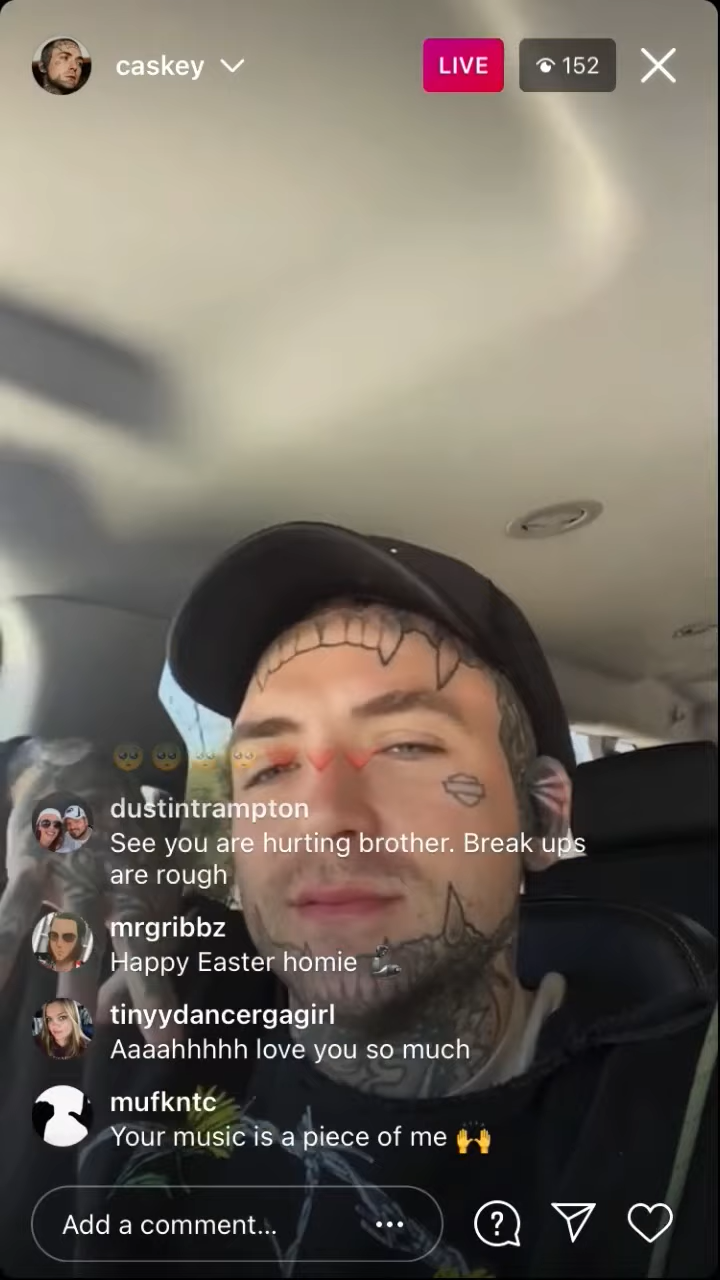 caskey
LIVE
152
🥺🥺🥺🥺❤️❤️❤️
dustintrampton
See you are hurting brother. Break ups
are rough
mrgribbz
Happy Easter homie 🦾
tinyydancergagirl
Aaaahhhhh love you so much
mufkntc
Your music is a piece of me 🙌
Add a comment...